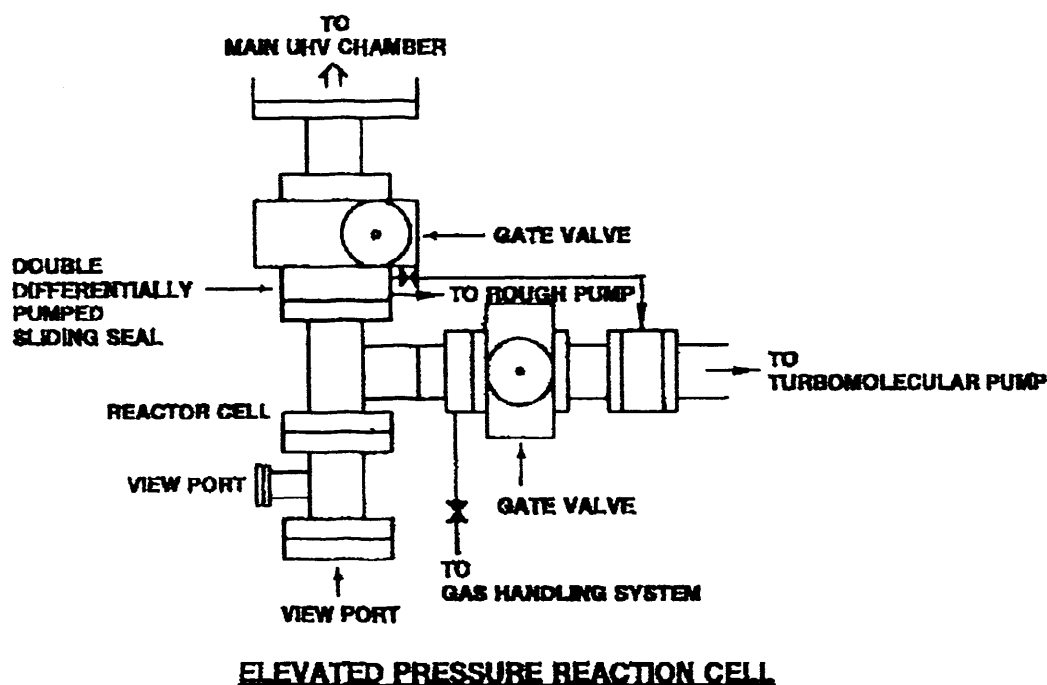 TO
MAIN UHV CHAMBER
GATE VALVE
DOUBLE
DIFFERENTIALLY
PUMPED
SLIDING SEAL
TO ROUGH PUMP
TO
TURBOMOLECULAR PUMP
REACTOR CELL
VIEW PORT
GATE VALVE
TO
GAS HANDLING SYSTEM
VIEW PORT
ELEVATED PRESSURE REACTION CELL